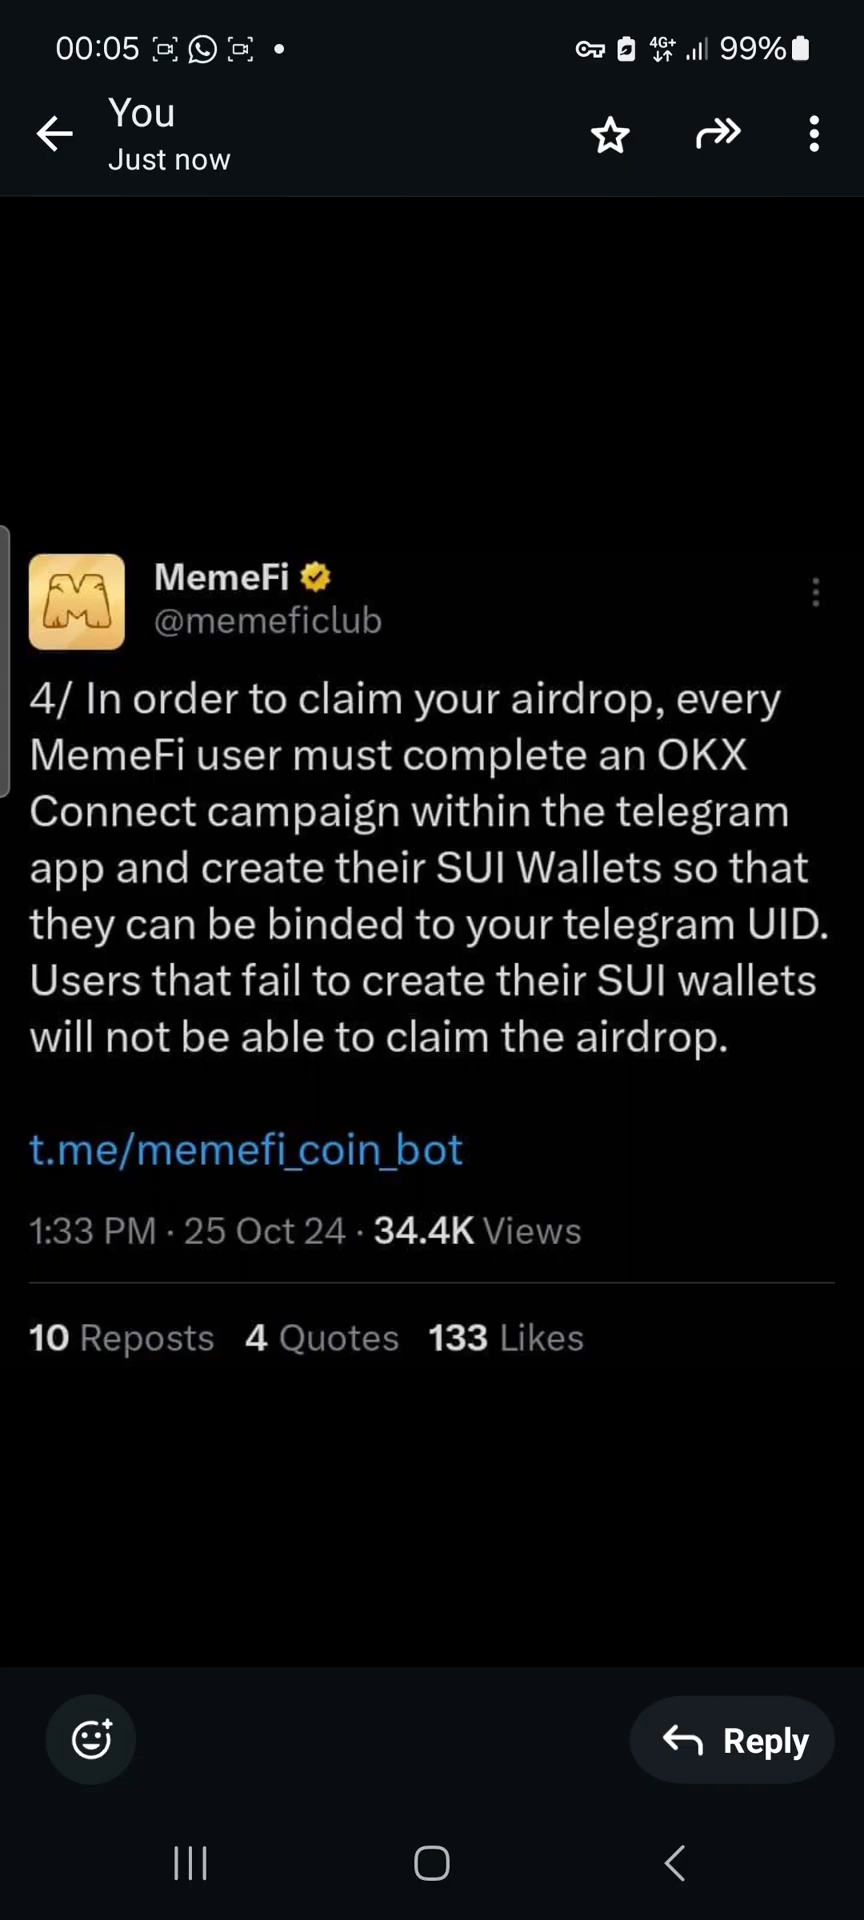 00:05 4G+ 99%
You
Just now
MemeFi
@memeficlub
4/ In order to claim your airdrop, every
MemeFi user must complete an OKX
Connect campaign within the telegram
app and create their SUI Wallets so that
they can be binded to your telegram UID.
Users that fail to create their SUI wallets
will not be able to claim the airdrop.
t.me/memefi_coin_bot
1:33 PM · 25 Oct 24 · 34.4K Views
10 Reposts 4 Quotes 133 Likes
Reply